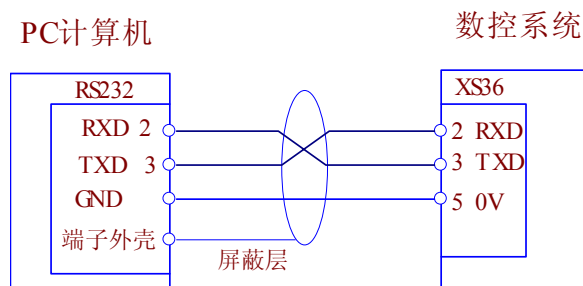 PC计算机
数控系统
RS232
XS36
RXD 2
2 RXD
TXD 3
3 TXD
GND
5 0V
端子外壳
屏蔽层